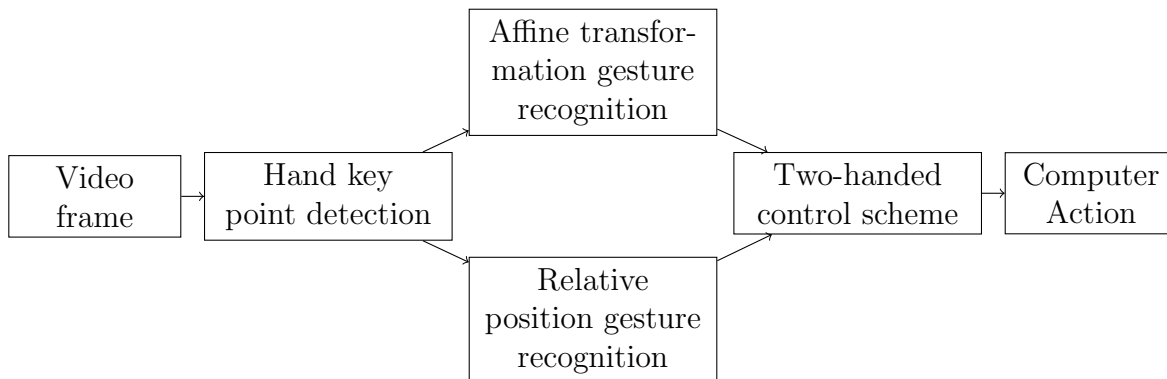 Video
frame
Hand key
point detection
Affine transfor-
mation gesture
recognition
Relative
position gesture
recognition
Two-handed
control scheme
Computer
Action